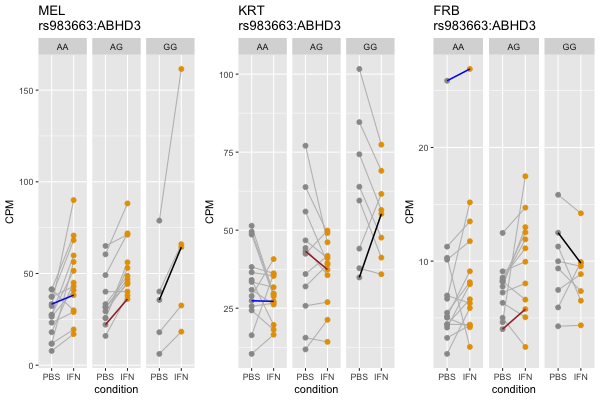 MEL
rs983663:ABHD3
AA AG GG
CPM
150
100
50
0
PBS IFN PBS IFN PBS IFN
condition
KRT
rs983663:ABHD3
AA AG GG
CPM
100
75
50
25
PBS IFN PBS IFN PBS IFN
condition
FRB
rs983663:ABHD3
AA AG GG
CPM
20
10
PBS IFN PBS IFN PBS IFN
condition